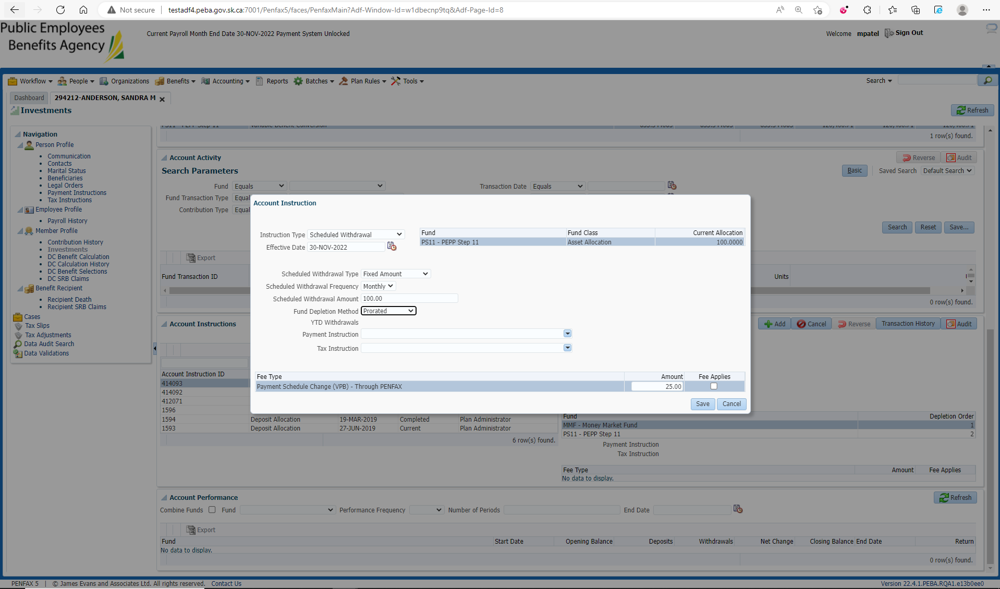 Not secure | testadf4.peba.gov.sk.ca:7001/Penfax5/faces/PenfaxMain?Adf-Window-Id=w1dbecnp9tq&Adf-Page-Id=8
Public Employees
Benefits Agency
Current Payroll Month End Date 30-NOV-2022 Payment System Unlocked
Welcome mpatel Sign Out
Workflow People Organizations Benefits Accounting Reports Batches Plan Rules Tools Search
Dashboard 294212-ANDERSON, SANDRA M
Investments Refresh
Navigation
Person Profile
Communication
Contacts
Marital Status
Beneficiaries
Legal Orders
Payment Instructions
Tax Instructions
Employee Profile
Payroll History
Member Profile
Contribution History
Investments
DC Benefit Calculation
DC Calculation History
DC Benefit Selections
DC SRB Claims
Benefit Recipient
Recipient Death
Recipient SRB Claims
Cases
Tax Slips
Tax Adjustments
Data Audit Search
Data Validations
PS11 - PEPP Step 11 Variable Benefit Conversion
1 row(s) found.
Account Activity Reverse Audit
Search Parameters Basic Saved Search Default Search
Fund Equals Transaction Date Equals
Fund Transaction Type Equal
Contribution Type Equal
Search Reset Save...
Export
Fund Transaction ID Units
0 row(s) found.
Account Instruction
Instruction Type Scheduled Withdrawal
Effective Date 30-NOV-2022
Fund Fund Class Current Allocation
PS11 - PEPP Step 11 Asset Allocation 100.0000
Scheduled Withdrawal Type Fixed Amount
Scheduled Withdrawal Frequency Monthly
Scheduled Withdrawal Amount 100.00
Fund Depletion Method Prorated
YTD Withdrawals
Payment Instruction
Tax Instruction
Fee Type Amount Fee Applies
Payment Schedule Change (VPB) - Through PENFAX 25.00
Save Cancel
Account Instructions Add Cancel Reverse Transaction History Audit
Account Instruction ID
414093
414092
412071
1596
1594 Deposit Allocation 19-MAR-2019 Completed Plan Administrator
1593 Deposit Allocation 27-JUN-2019 Current Plan Administrator
6 row(s) found.
Fund Depletion Order
MMF - Money Market Fund 1
PS11 - PEPP Step 11 2
Payment Instruction
Tax Instruction
Fee Type Amount Fee Applies
No data to display.
Account Performance Refresh
Combine Funds Fund Performance Frequency Number of Periods End Date
Export
Fund Start Date Opening Balance Deposits Withdrawals Net Change Closing Balance End Date Return
No data to display.
0 row(s) found.
PENFAX 5 | © James Evans and Associates Ltd. All rights reserved. Contact Us
Version 22.4.1.PEBA.RQA1.e13b0ee0